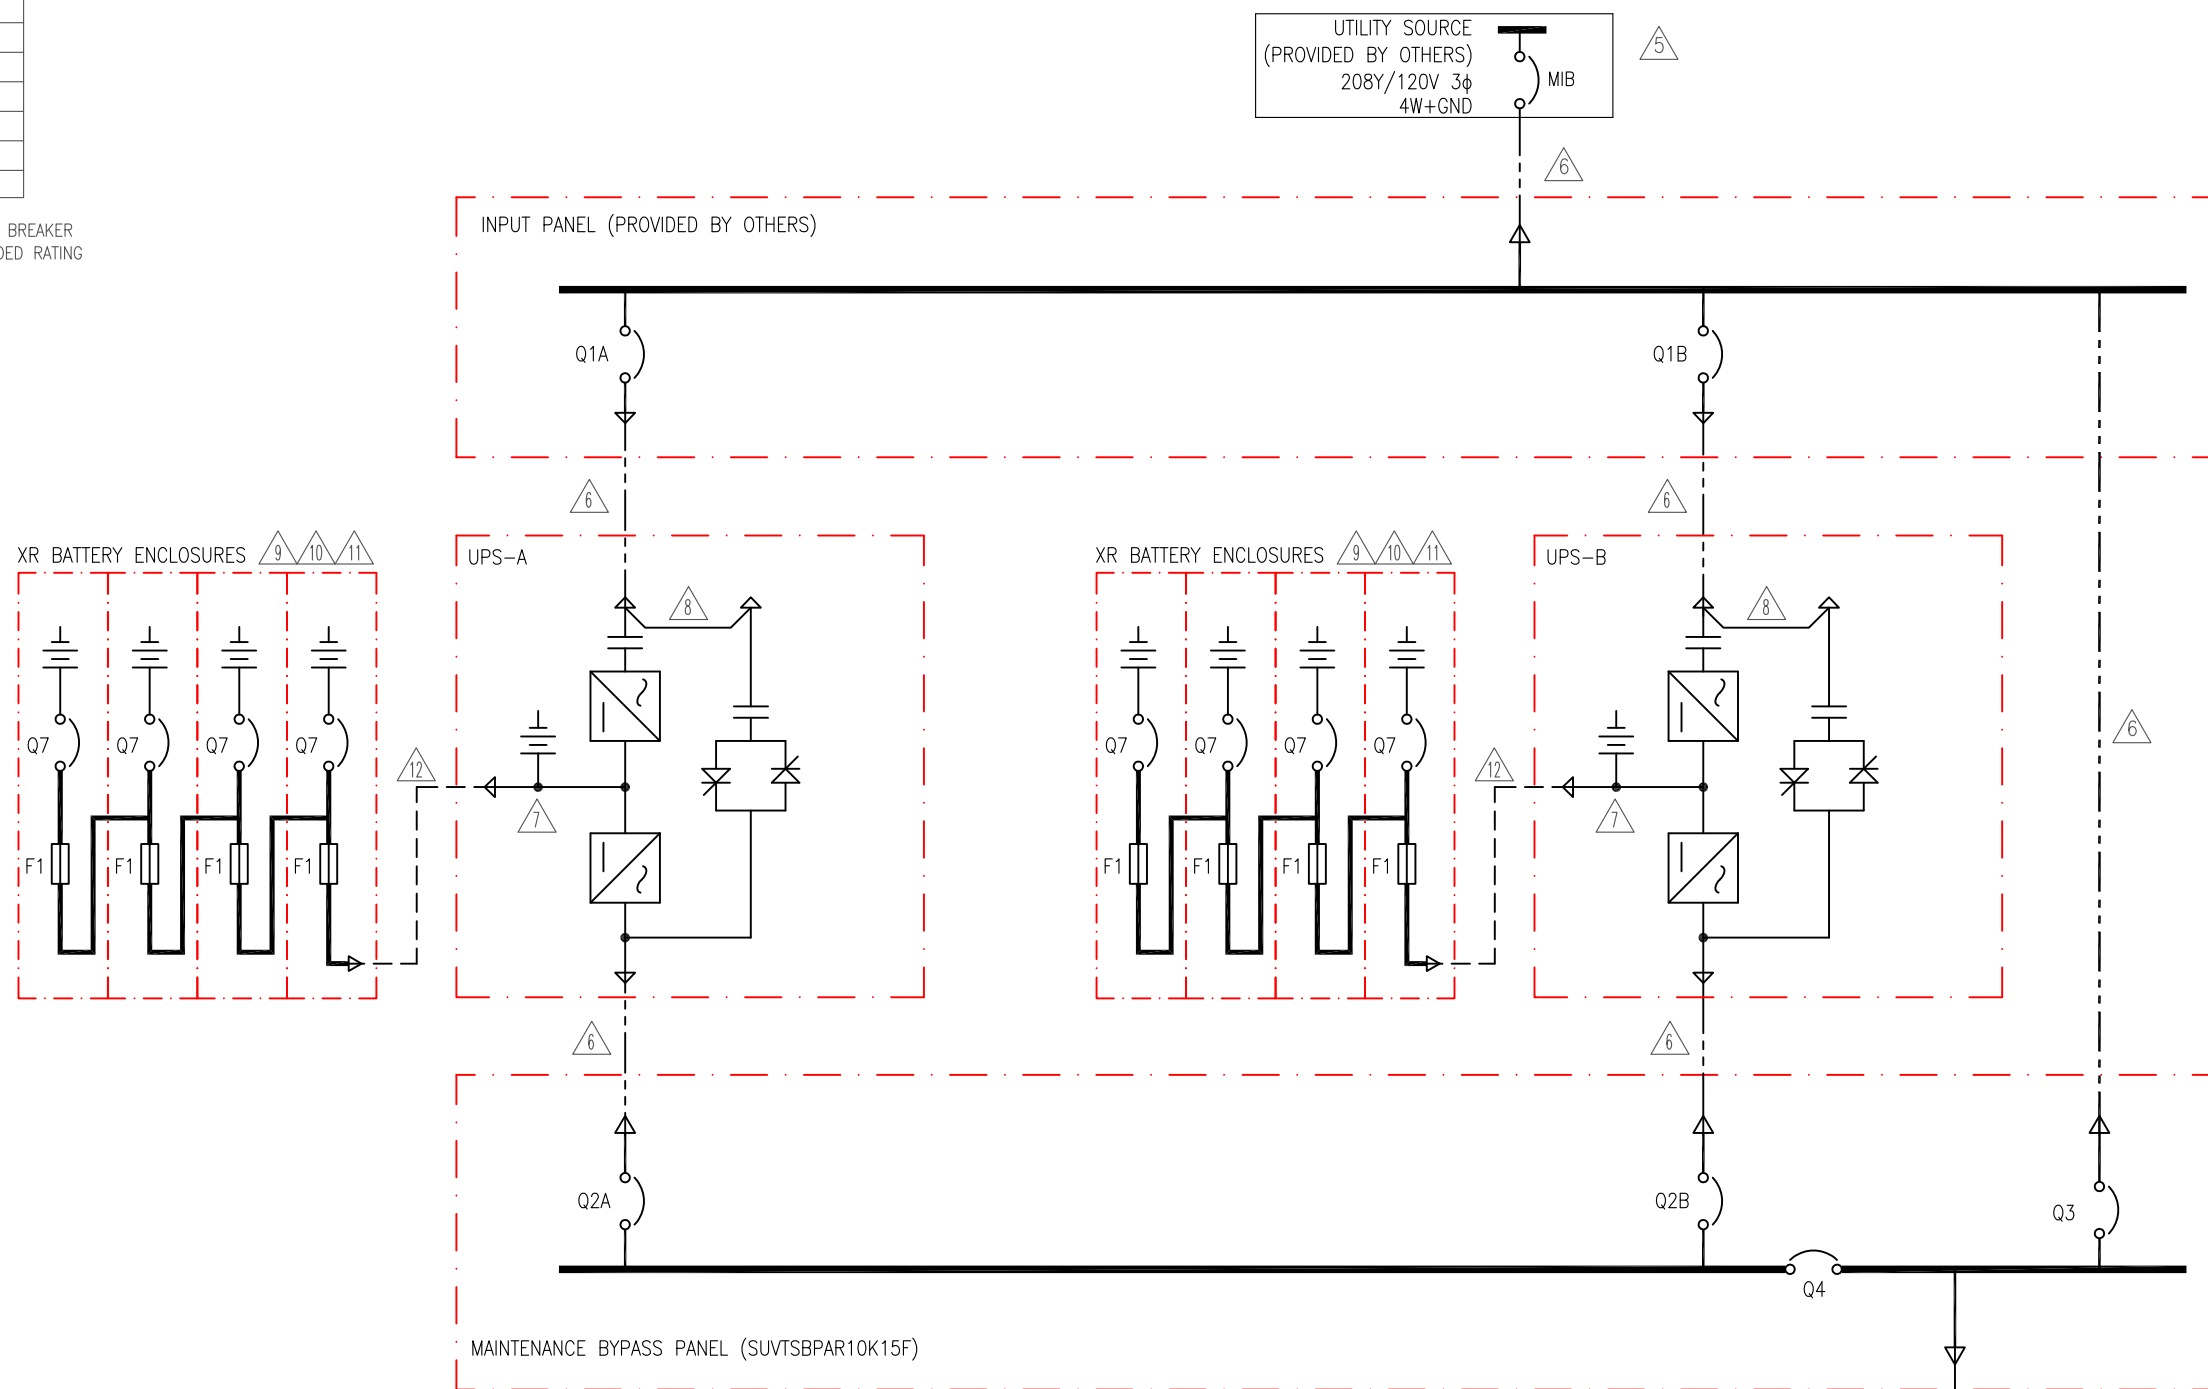 UTILITY SOURCE
(PROVIDED BY OTHERS)
208Y/120V 3ϕ
4W+GND
MIB
5
6
BREAKER
DED RATING
INPUT PANEL (PROVIDED BY OTHERS)
Q1A
Q1B
6
6
XR BATTERY ENCLOSURES
9
10
11
UPS-A
8
XR BATTERY ENCLOSURES
9
10
11
UPS-B
8
6
Q7
Q7
Q7
Q7
12
7
Q7
Q7
Q7
Q7
12
7
F1
F1
F1
F1
F1
F1
F1
F1
6
6
Q2A
Q2B
Q3
Q4
MAINTENANCE BYPASS PANEL (SUVTSBPAR10K15F)